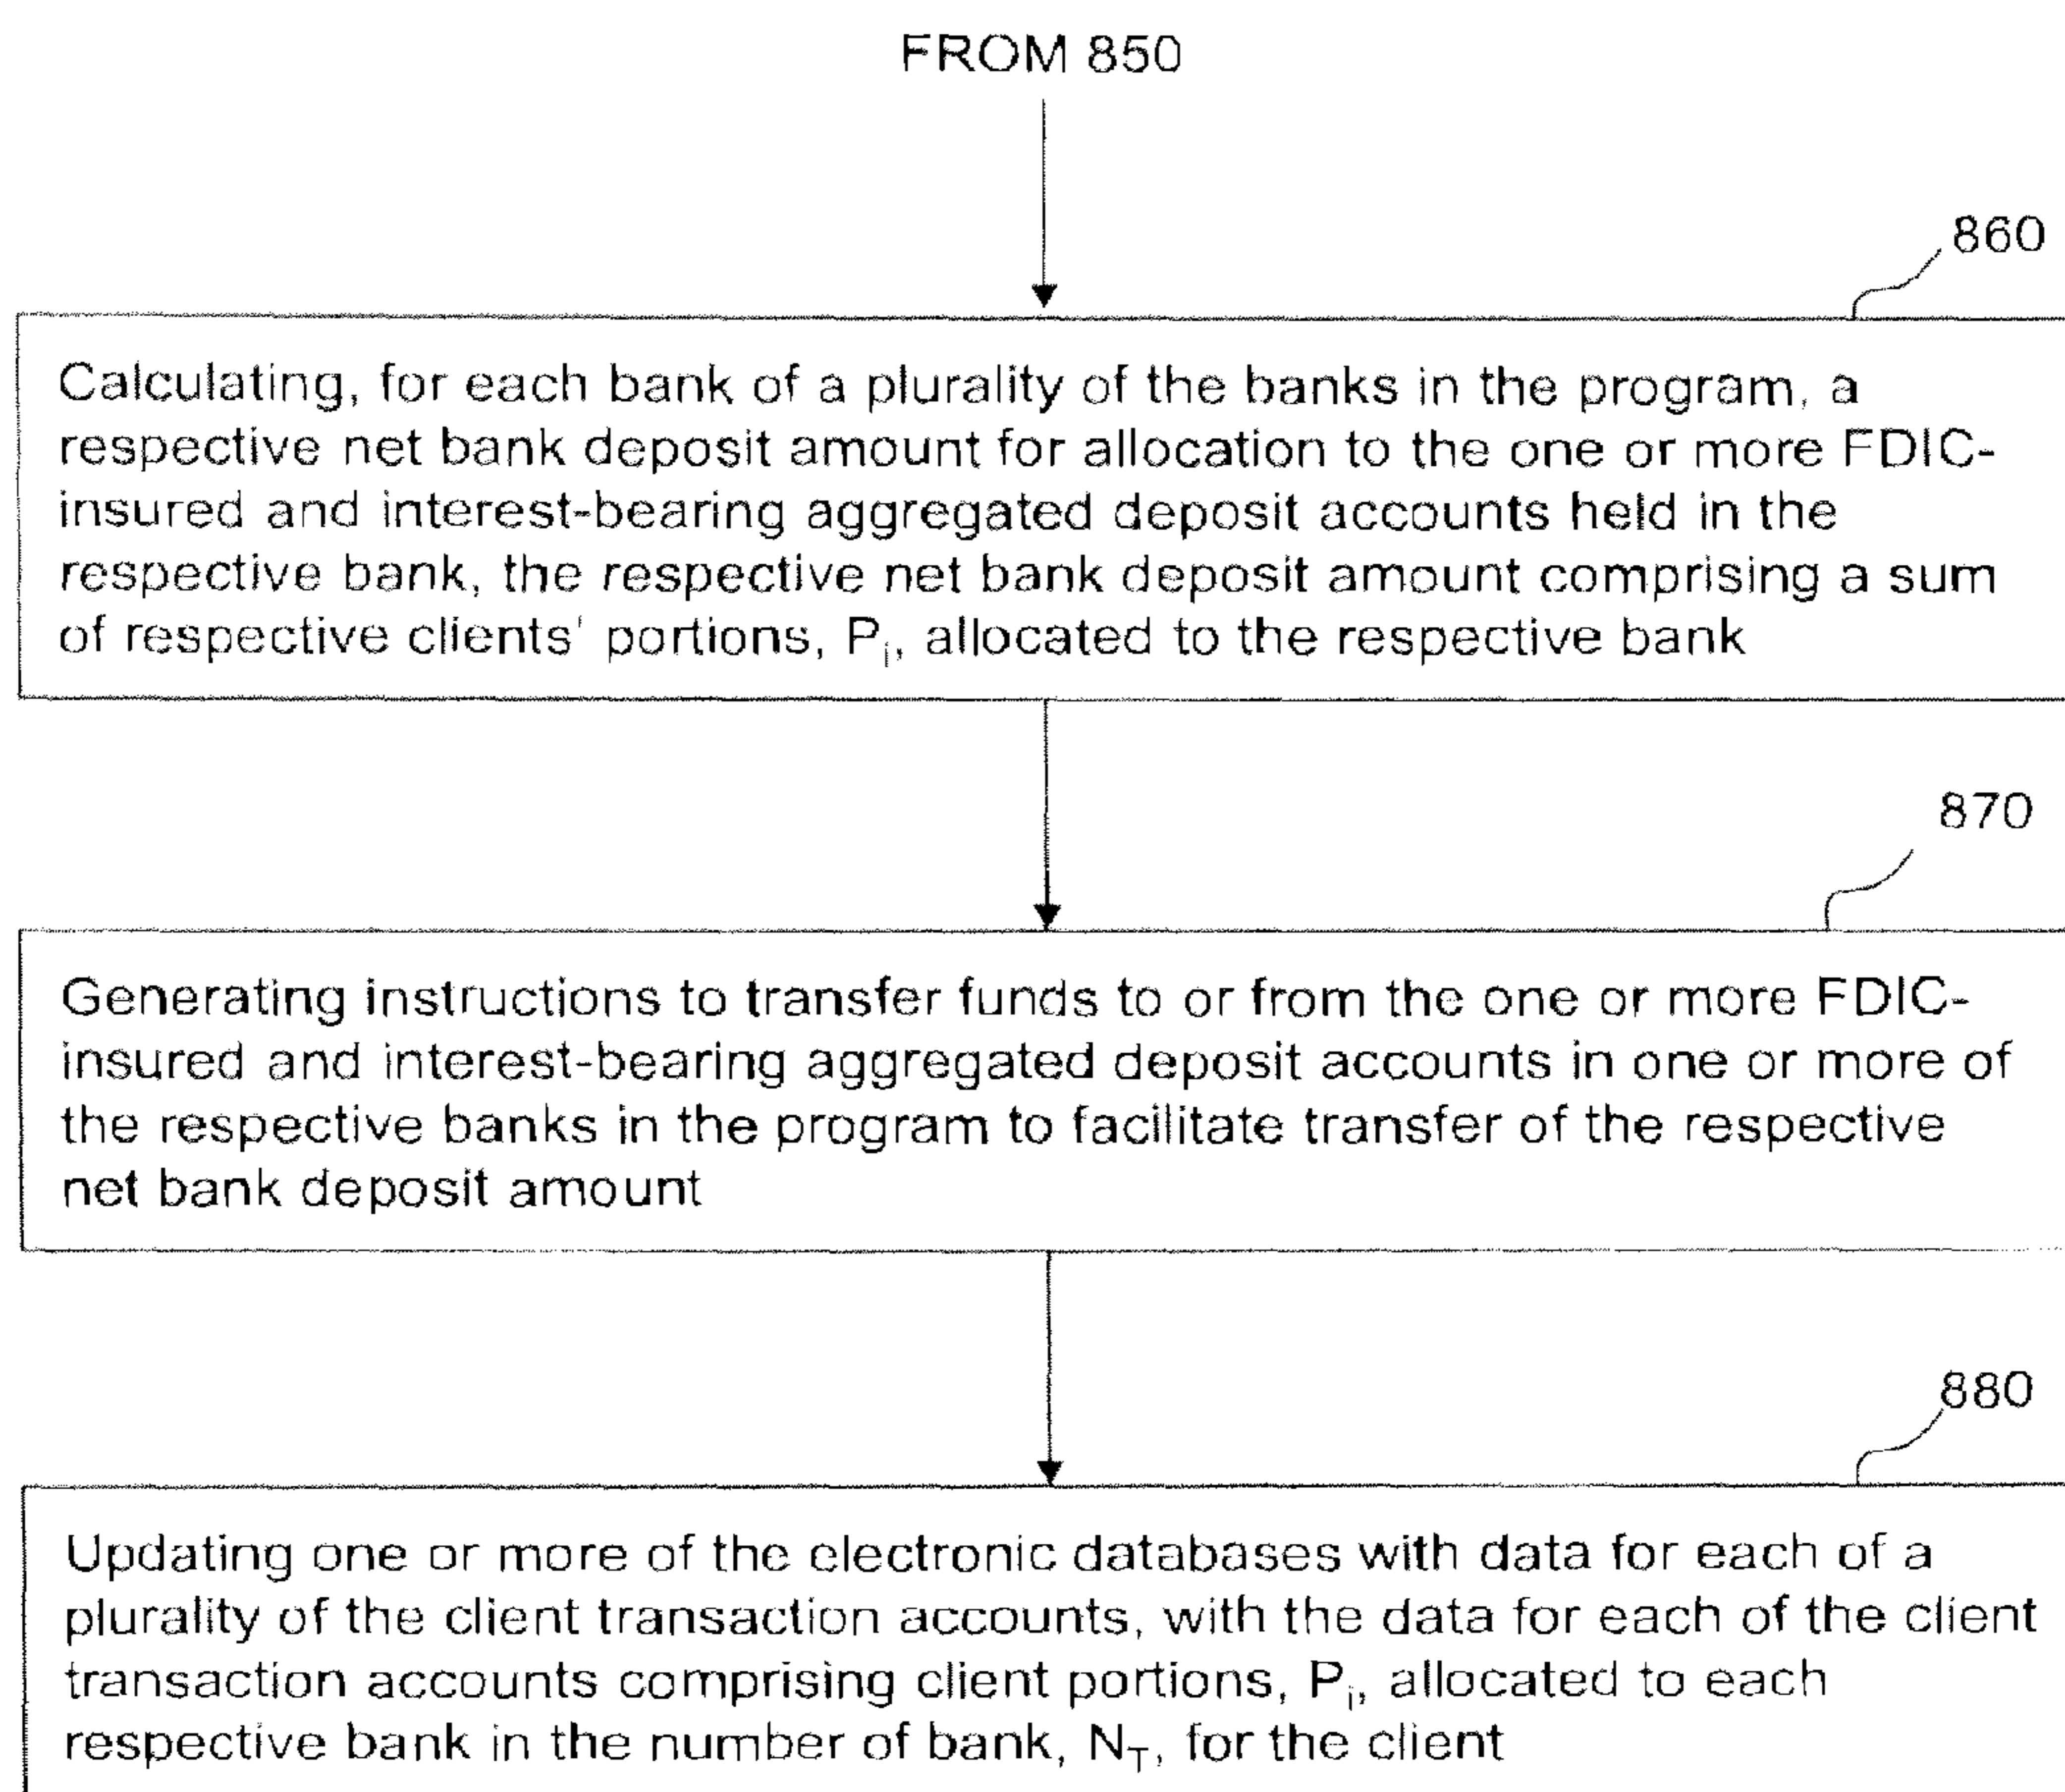 FROM 850
860
Calculating, for each bank of a plurality of the banks in the program, a
respective net bank deposit amount for allocation to the one or more FDIC-
insured and interest-bearing aggregated deposit accounts held in the
respective bank, the respective net bank deposit amount comprising a sum
of respective clients' portions, Pi, allocated to the respective bank
870
Generating instructions to transfer funds to or from the one or more FDIC-
insured and interest-bearing aggregated deposit accounts in one or more of
the respective banks in the program to facilitate transfer of the respective
net bank deposit amount
880
Updating one or more of the electronic databases with data for each of a
plurality of the client transaction accounts, with the data for each of the client
transaction accounts comprising client portions, Pi, allocated to each
respective bank in the number of bank, NT, for the client